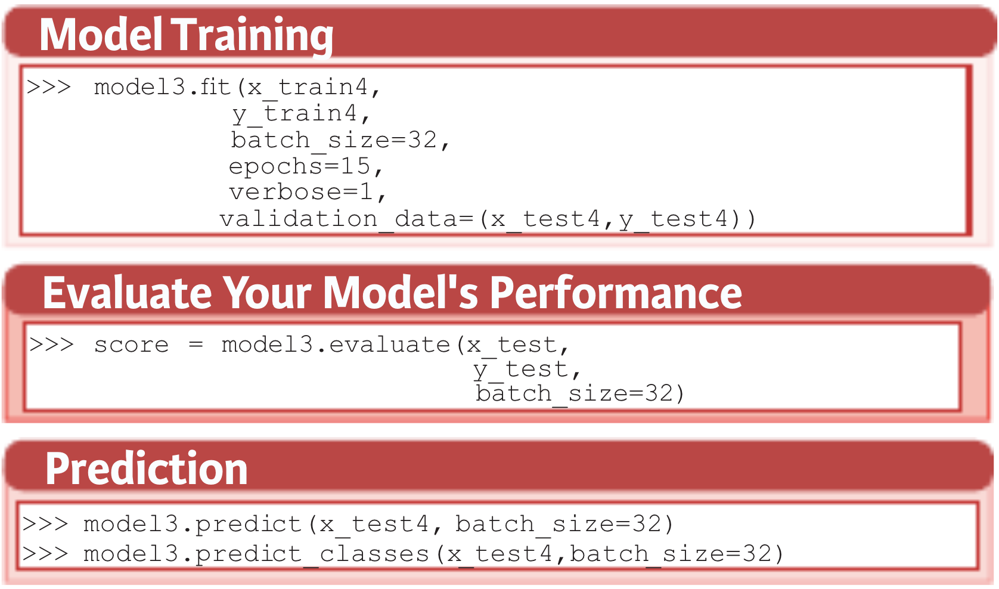 Model Training
>>> model3.fit(x_train4,
y_train4,
batch_size=32,
epochs=15,
verbose=1,
validation_data=(x_test4,y_test4))
Evaluate Your Model's Performance
>>> score = model3.evaluate(x_test,
y_test,
batch_size=32)
Prediction
>>> model3.predict(x_test4, batch_size=32)
>>> model3.predict_classes(x_test4,batch_size=32)